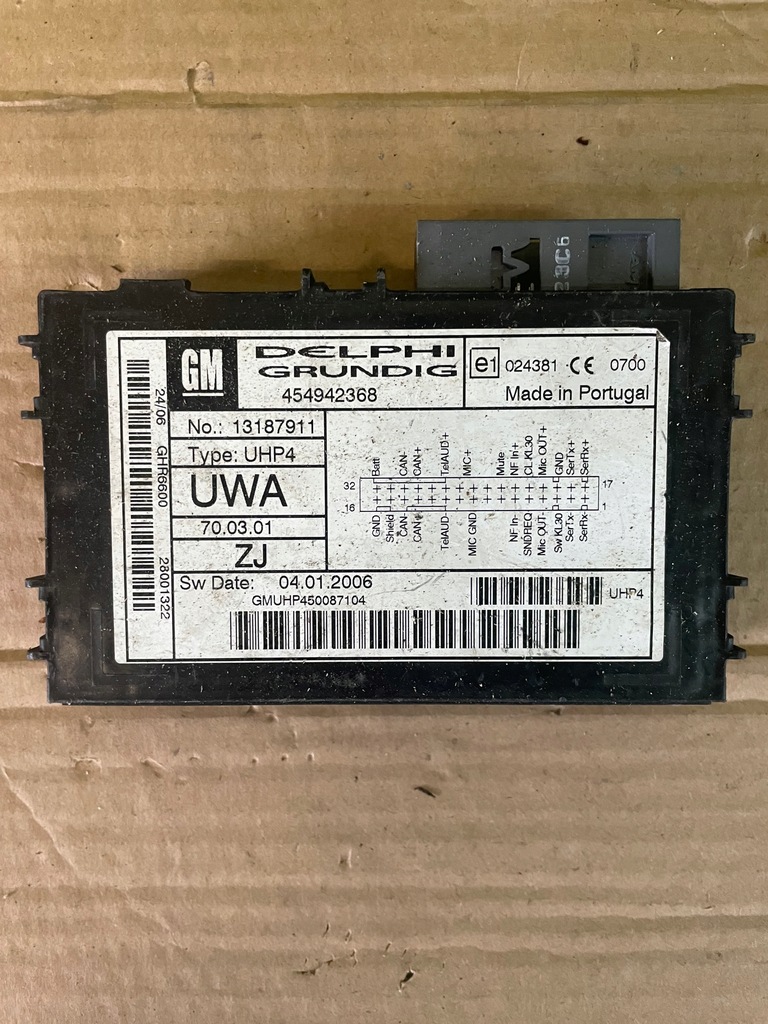 28C6
GM
DELPHI
GRUNDIG
454942368
e1 024381 CE 0700
Made in Portugal
24/06 GHR6600 28001322
No.: 13187911
Type: UHP4
UWA
70.03.01
ZJ
Batt CAN- CAN+ TelAUD+ MIC+ Mute NF In+ CL KL30 Mic OUT+ GND SerTx+ SerRx+
32 17
16 1
GND Shield CAN- CAN+ TelAUD- MIC GND NF In- SNDREQ Mic OUT- Sw KL30 SerTx- SerRx-
Sw Date: 04.01.2006
GMUHP450087104
UHP4